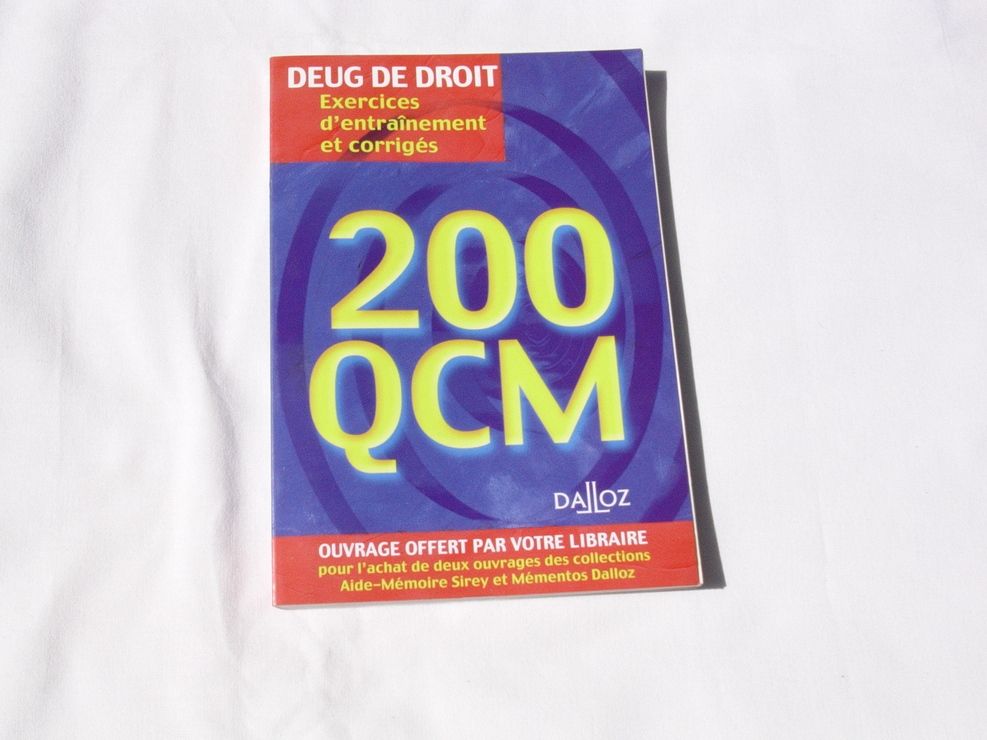 DEUG DE DROIT
Exercices
d'entraînement
et corrigés
200
QCM
DALLOZ
OUVRAGE OFFERT PAR VOTRE LIBRAIRE
pour l'achat de deux ouvrages des collections
Aide-Mémoire Sirey et Mémentos Dalloz